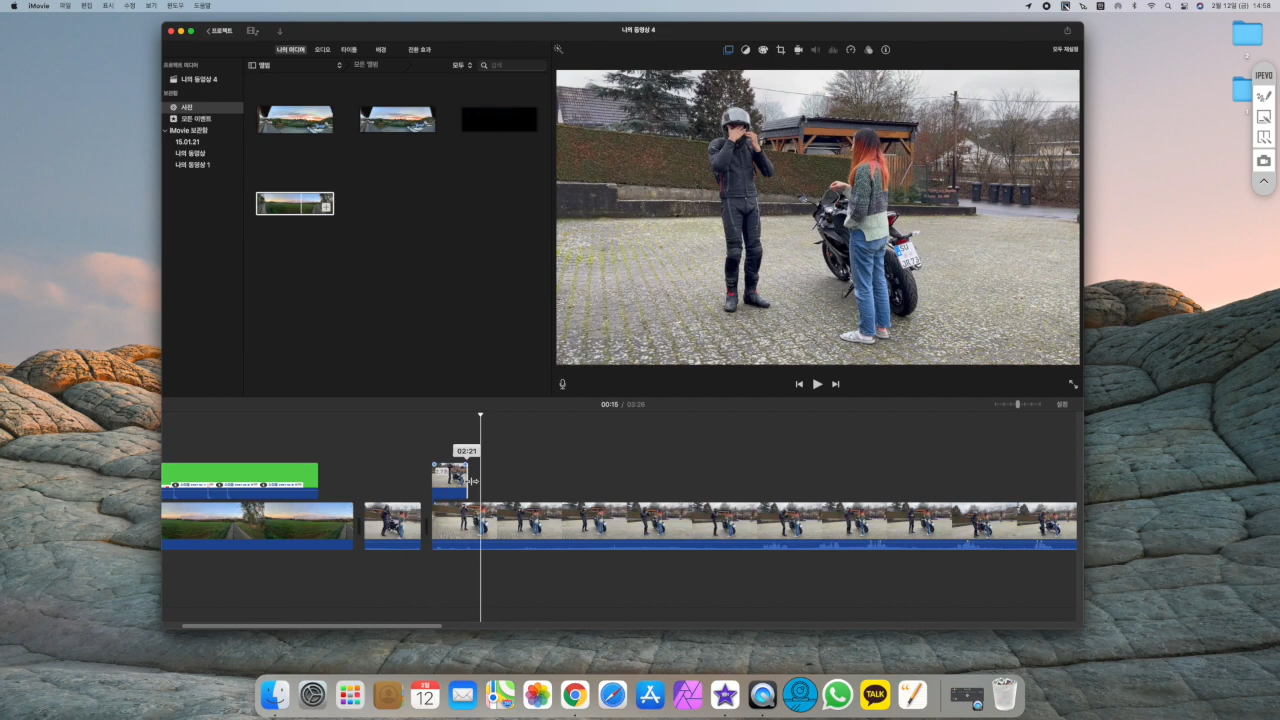 iMovie 파일 편집 표시 수정 보기 윈도우 도움말
2월 12일 (금) 14:58
프로젝트
나의 동영상 4
나의 미디어 오디오 타이틀 배경 전환 효과
모두 재설정
프로젝트 미디어
앨범
모든 앨범
모두
검색
나의 동영상 4
보관함
사진
모든 이벤트
iMovie 보관함
15.01.21
나의 동영상
나의 동영상 1
IPEVO
SU
JR 73
00:15 / 03:26
설정
02:21
2월
12
TALK